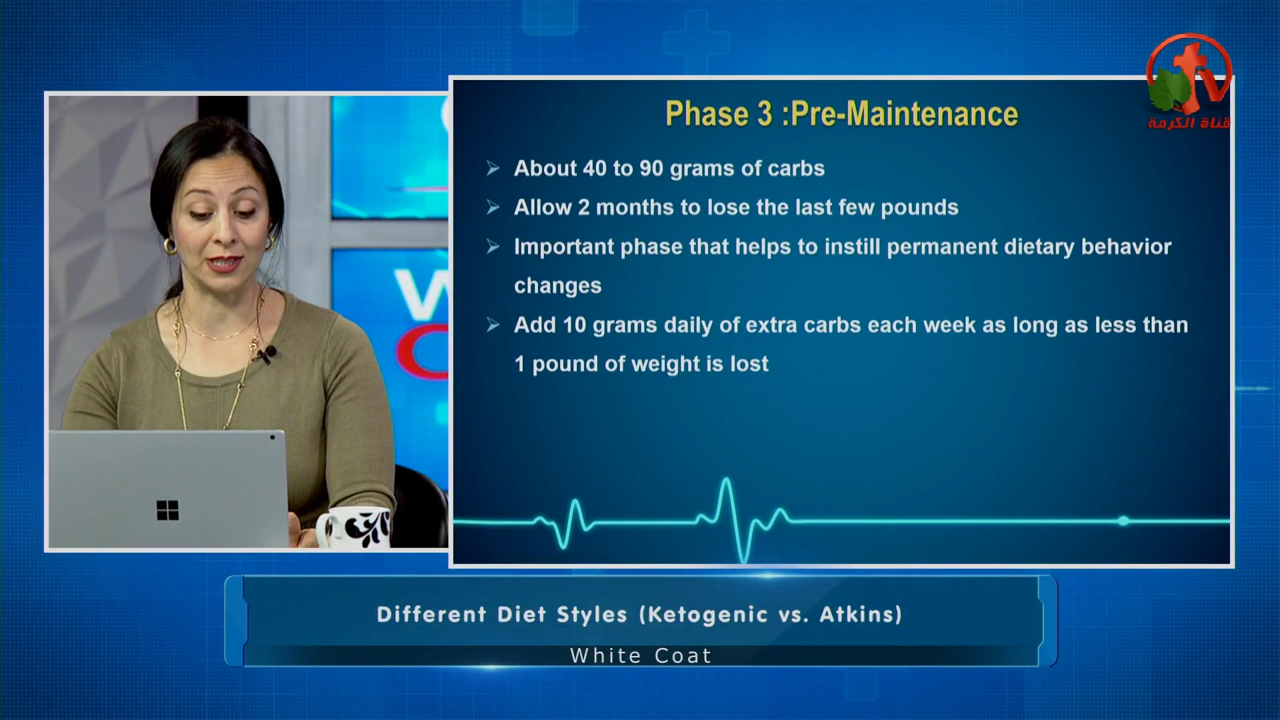 tv
قناة الكرمة
Phase 3 :Pre-Maintenance
About 40 to 90 grams of carbs
Allow 2 months to lose the last few pounds
Important phase that helps to instill permanent dietary behavior
changes
Add 10 grams daily of extra carbs each week as long as less than
1 pound of weight is lost
Different Diet Styles (Ketogenic vs. Atkins)
White Coat